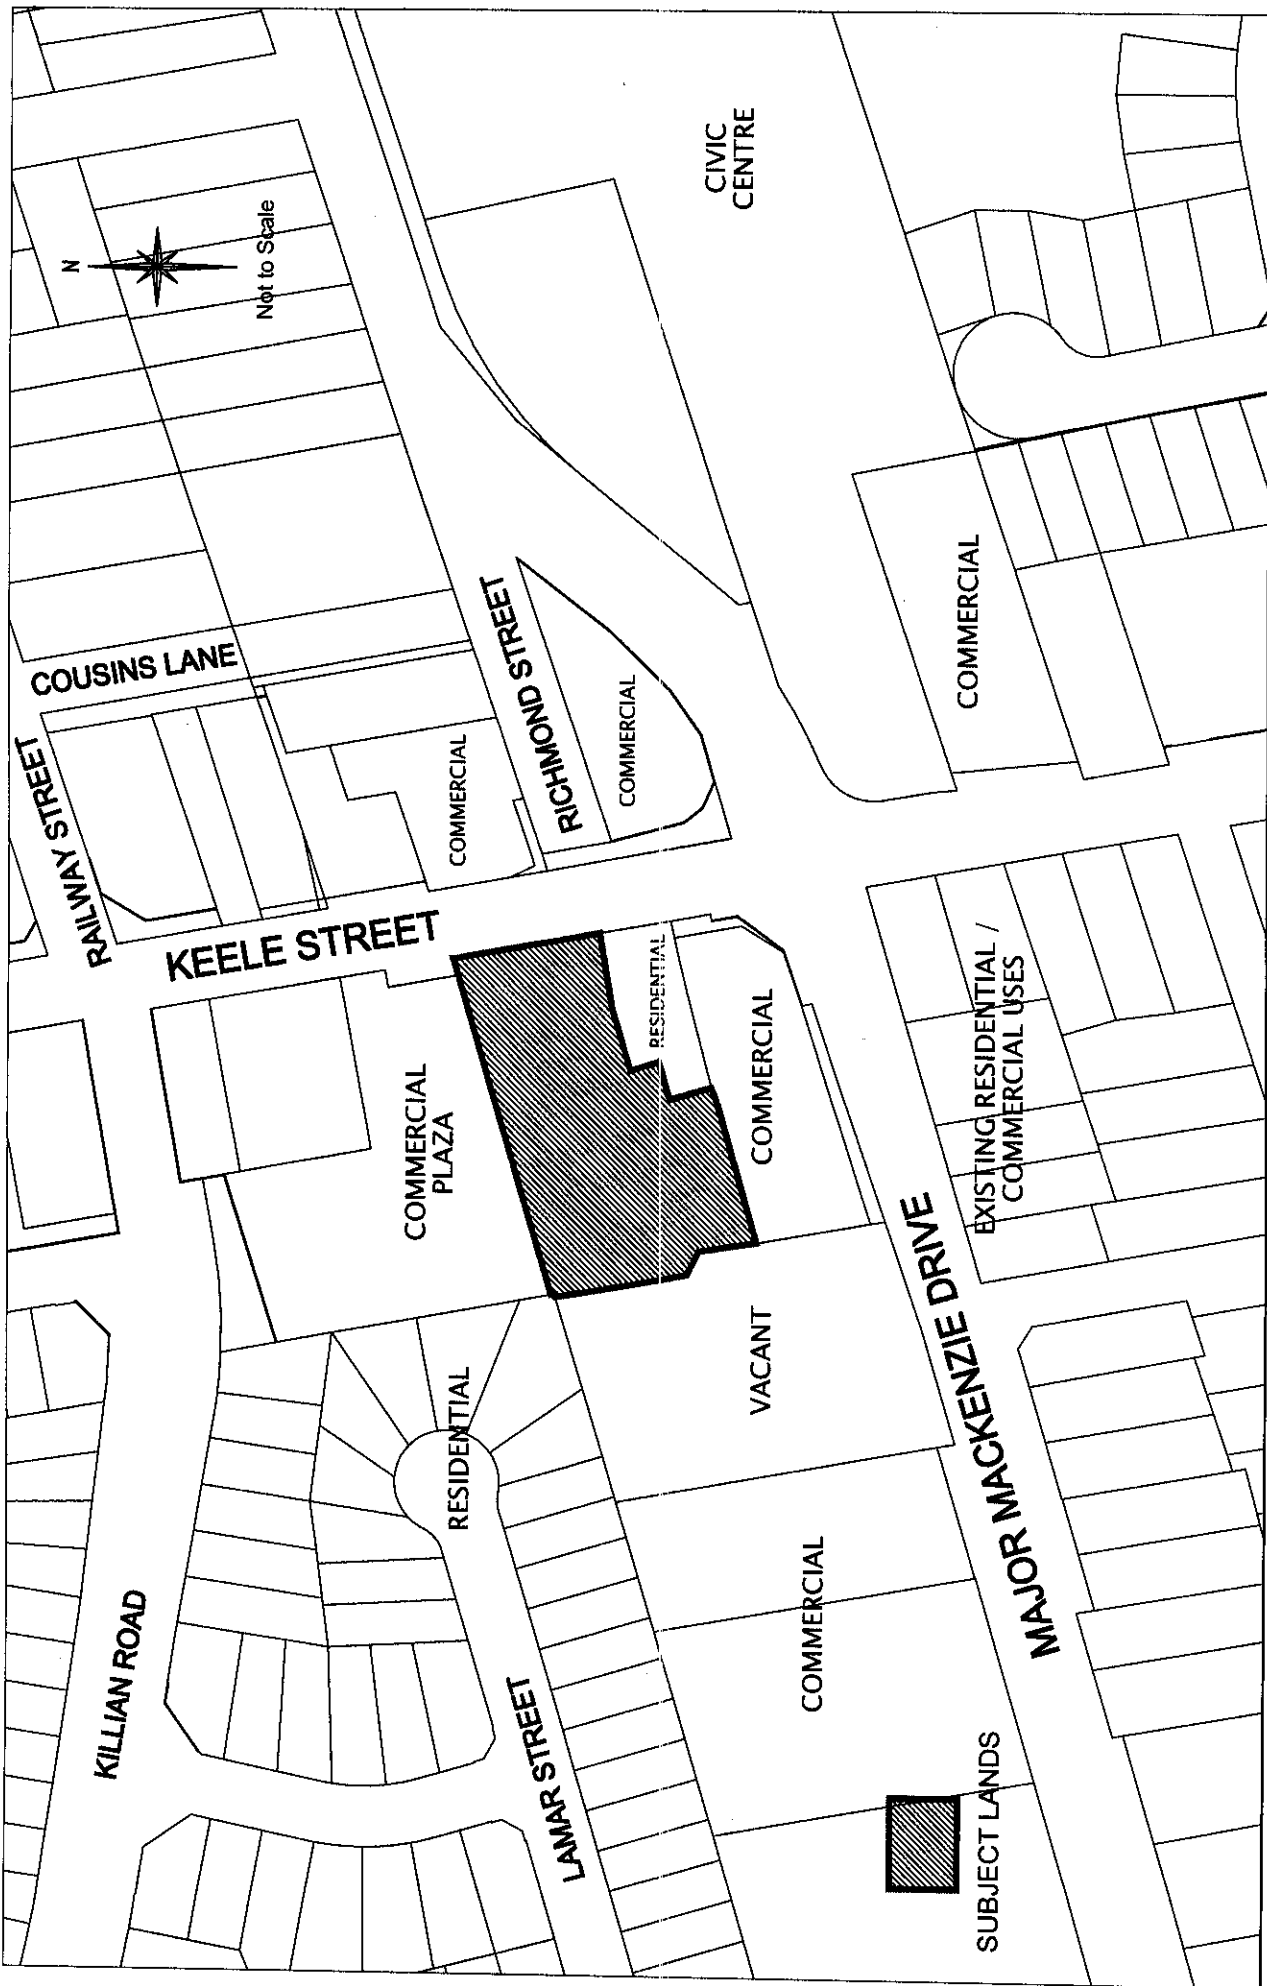 KILLIAN ROAD
LAMAR STREET
RESIDENTIAL
RAILWAY STREET
COUSINS LANE
N
Not to Scale
KEELE STREET
COMMERCIAL
PLAZA
COMMERCIAL
RICHMOND STREET
COMMERCIAL
CIVIC
CENTRE
RESIDENTIAL
COMMERCIAL
VACANT
COMMERCIAL
COMMERCIAL
MAJOR MACKENZIE DRIVE
EXISTING RESIDENTIAL /
COMMERCIAL USES
SUBJECT LANDS